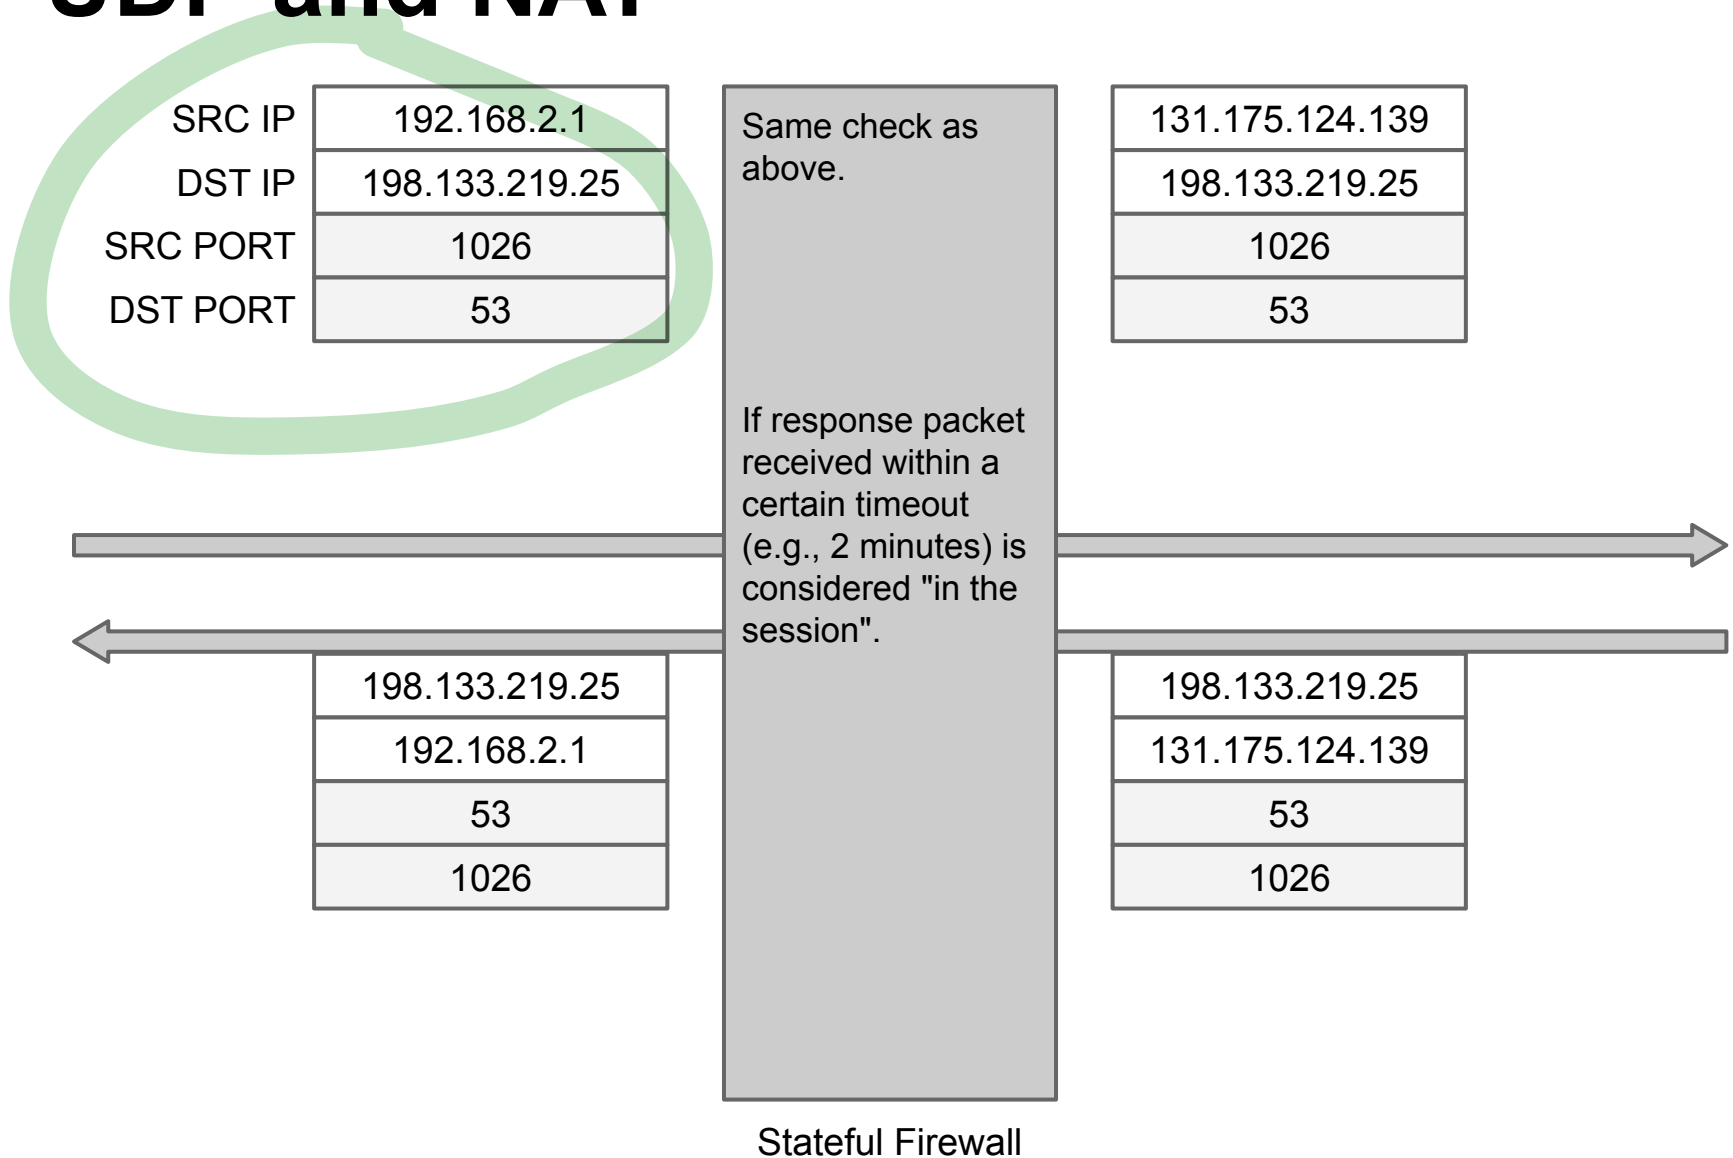 UDP and NAT
SRC IP 192.168.2.1
DST IP 198.133.219.25
SRC PORT 1026
DST PORT 53
Same check as
above.
If response packet
received within a
certain timeout
(e.g., 2 minutes) is
considered "in the
session".
131.175.124.139
198.133.219.25
1026
53
198.133.219.25
192.168.2.1
53
1026
198.133.219.25
131.175.124.139
53
1026
Stateful Firewall